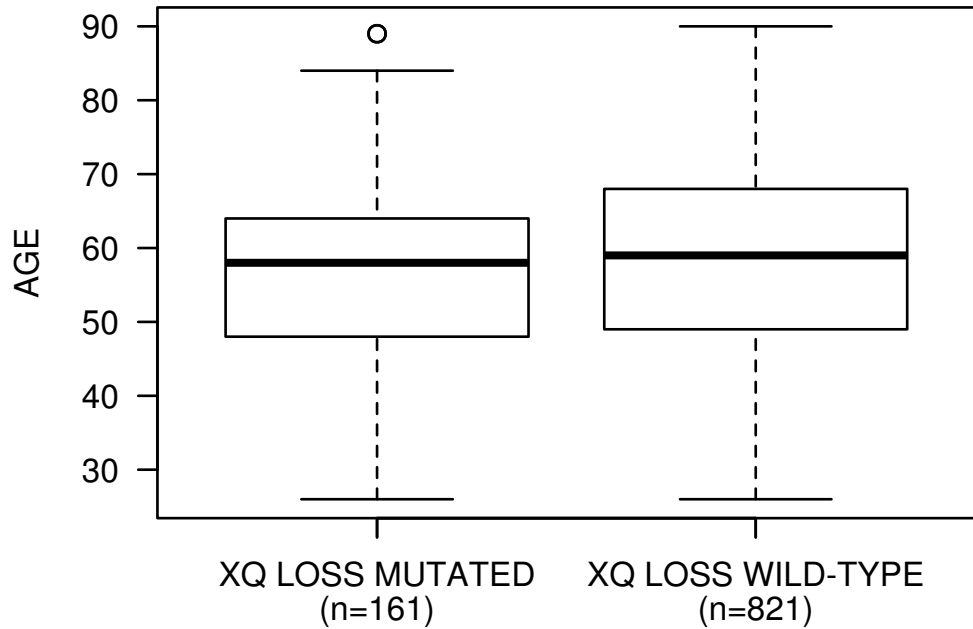 90
80
70
60
50
40
30
AGE
XQ LOSS MUTATED
(n=161)
XQ LOSS WILD-TYPE
(n=821)